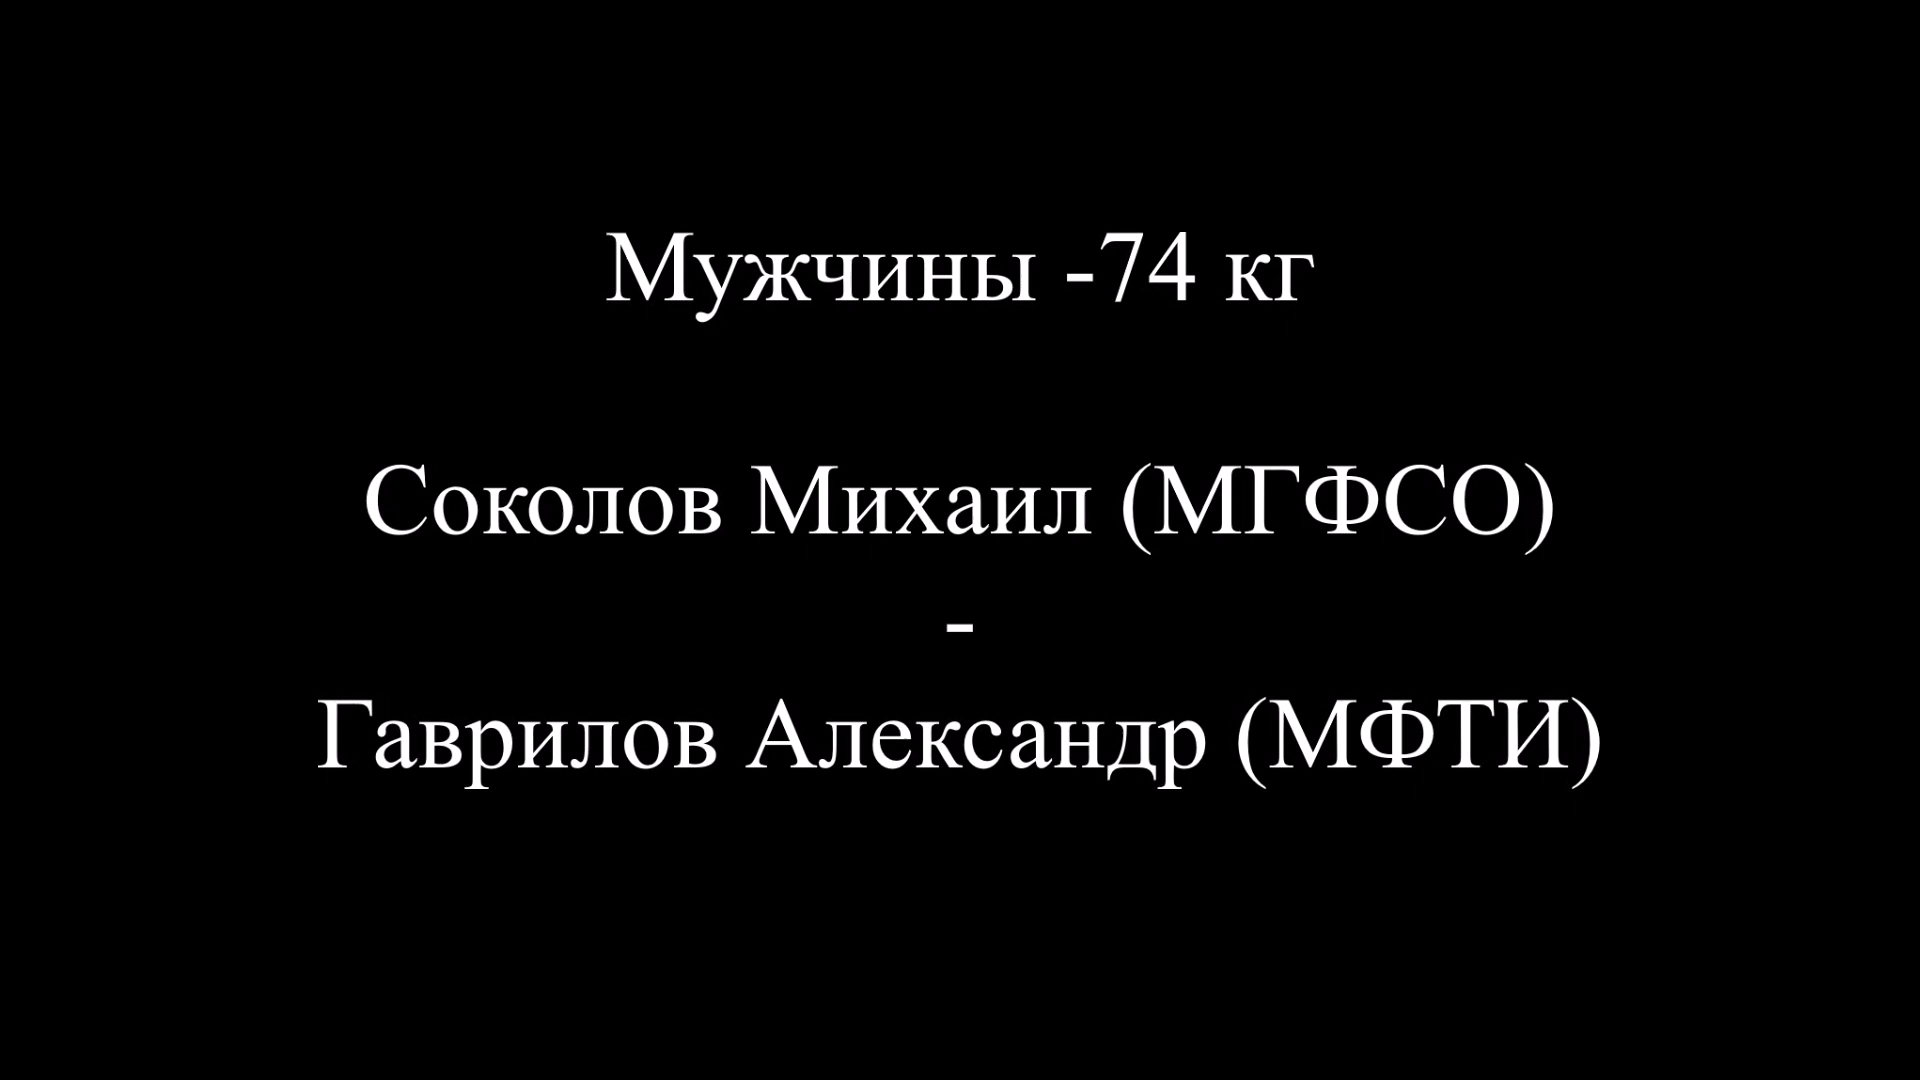 Мужчины -74 кг
Соколов Михаил (МГФСО)
-
Гаврилов Александр (МФТИ)